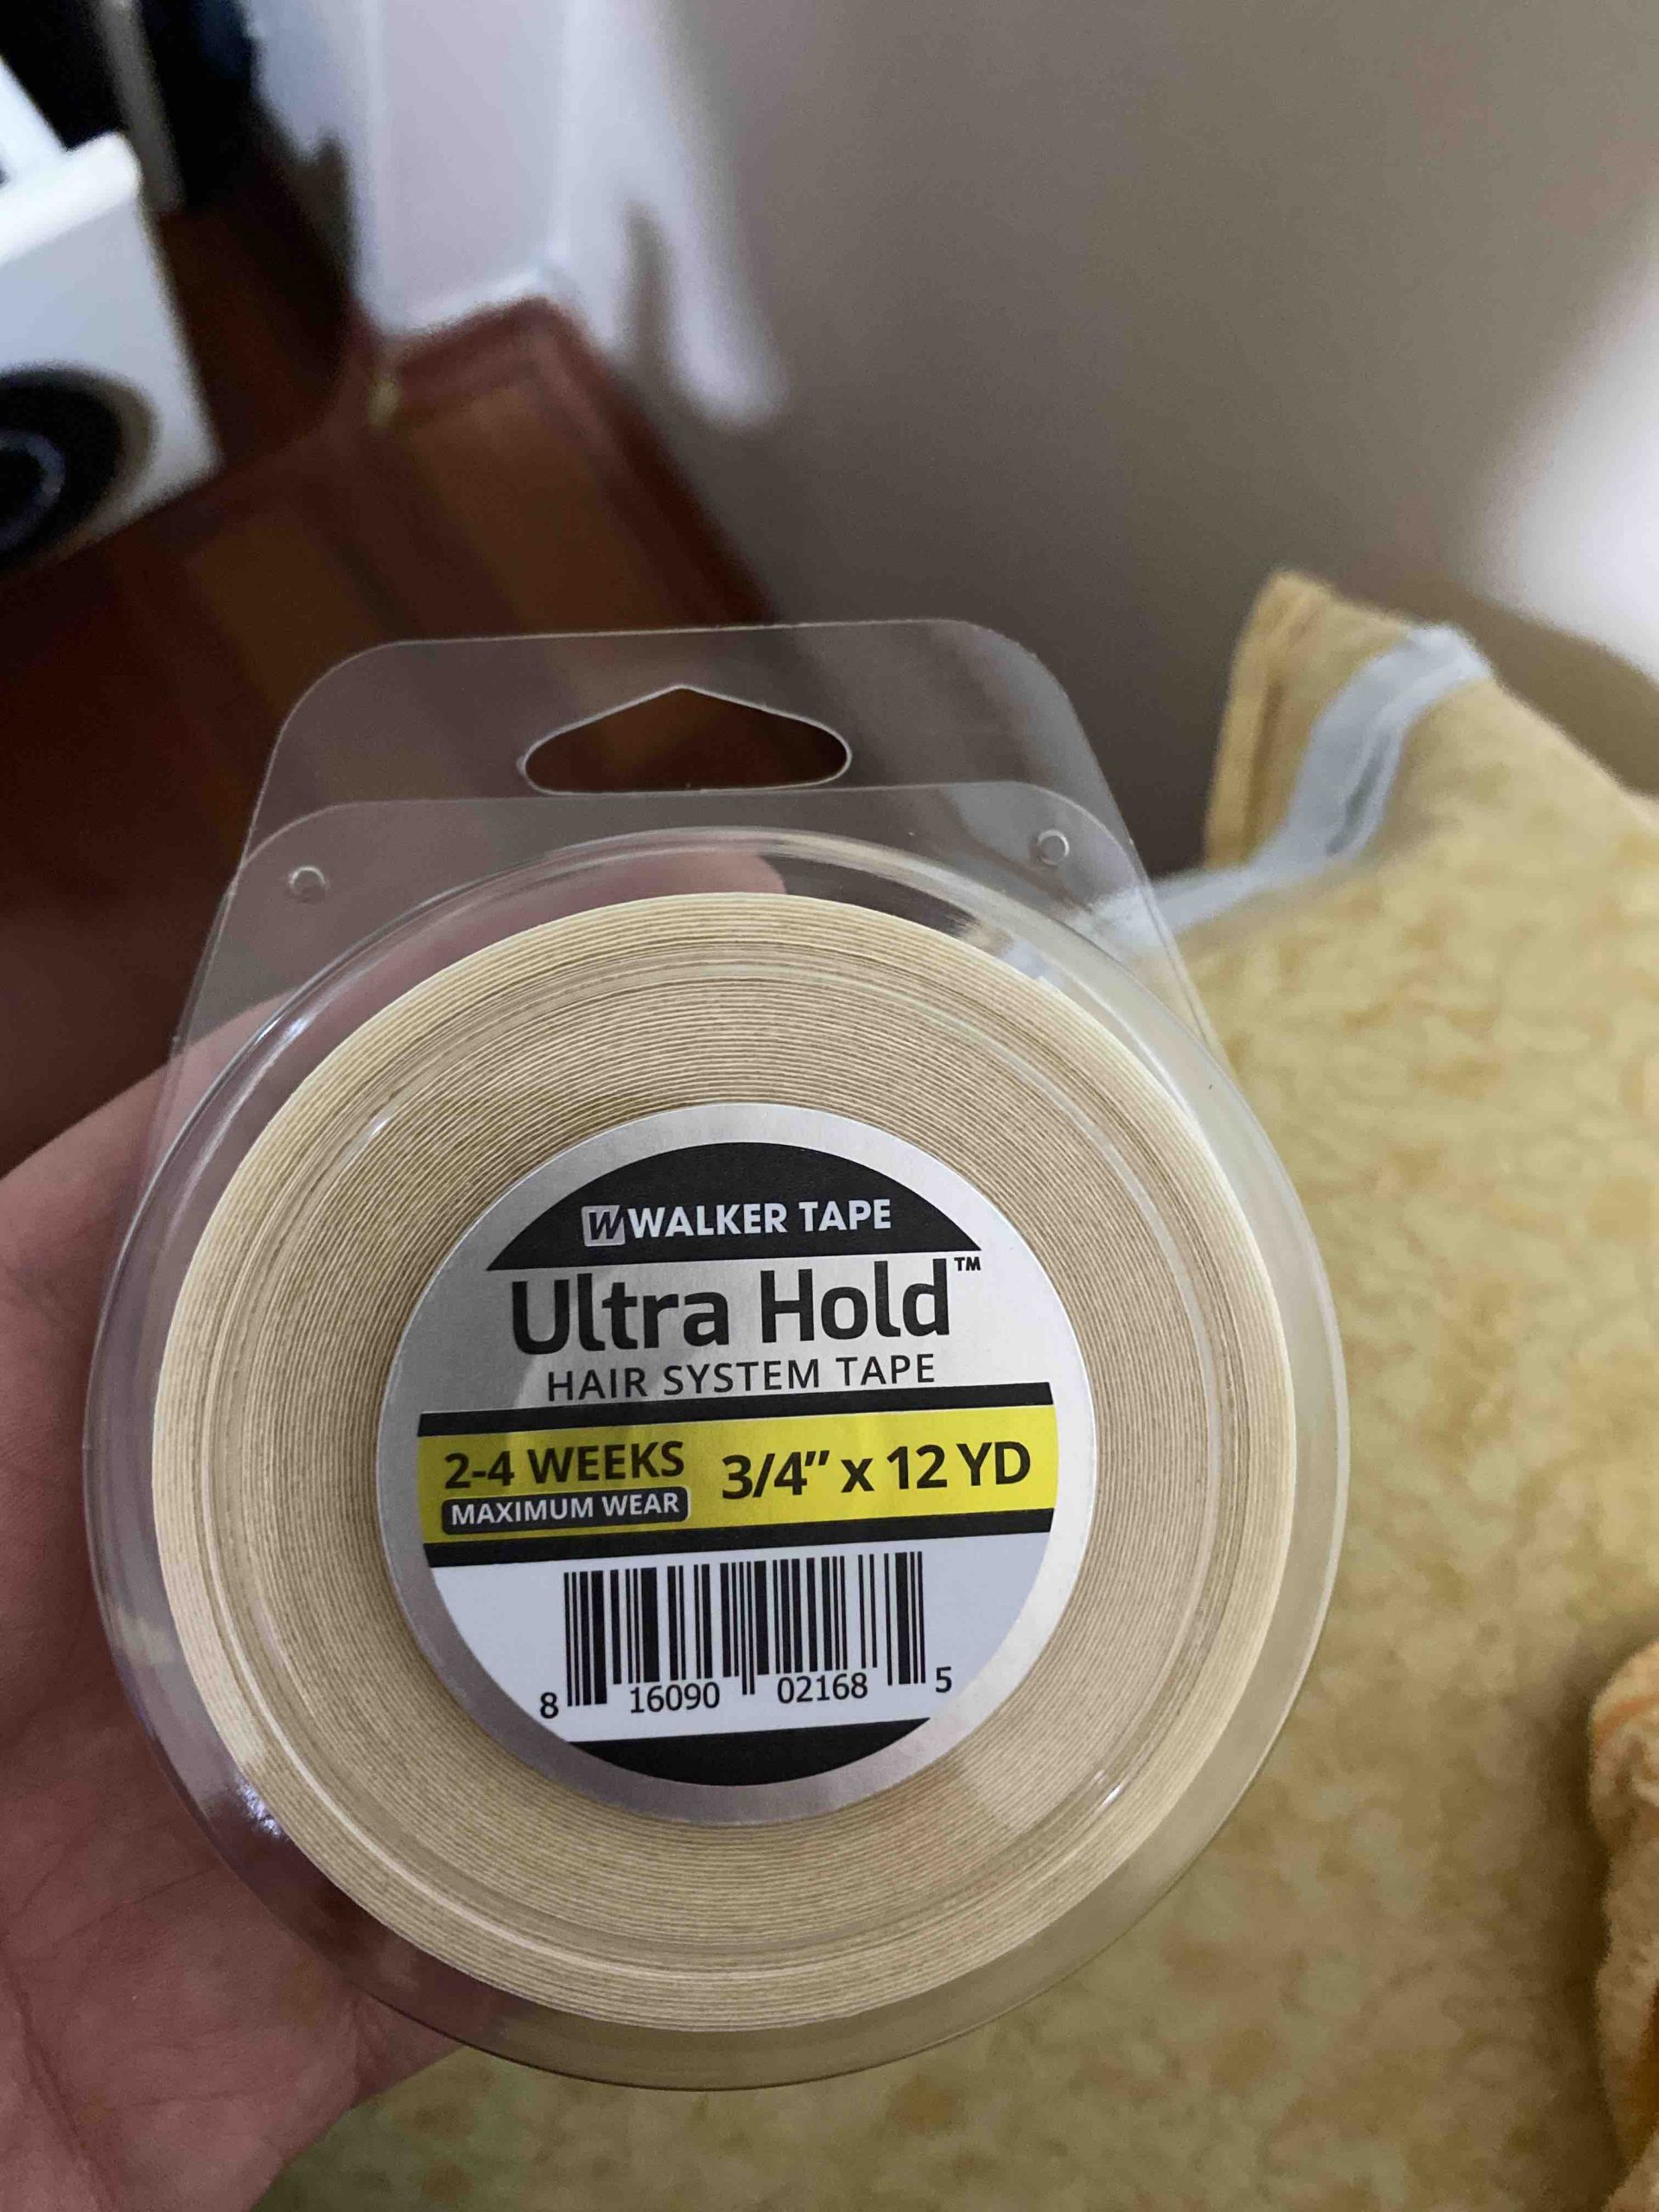 W WALKER TAPE
Ultra Hold™
HAIR SYSTEM TAPE
2-4 WEEKS
MAXIMUM WEAR
3/4" x 12 YD
8 16090 02168 5